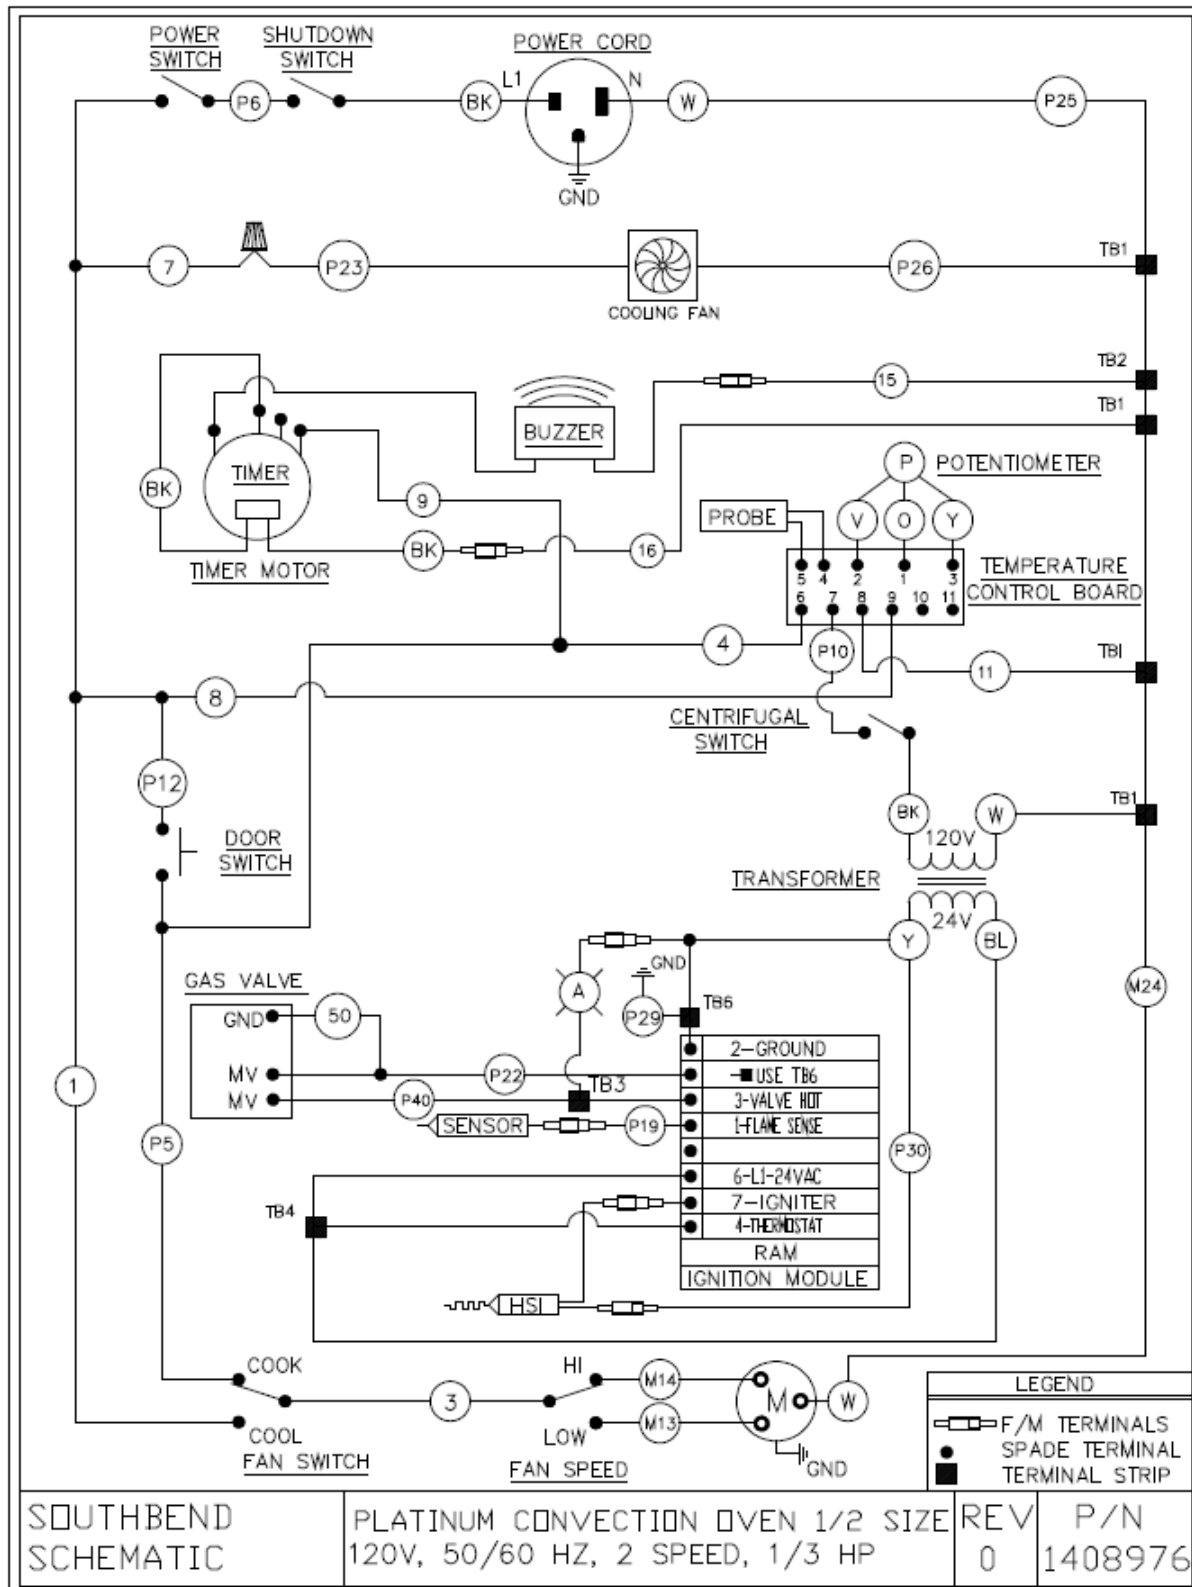 POWER SWITCH
SHUTDOWN SWITCH
POWER CORD
L1
N
P6
BK
W
P25
GND
7
P23
P26
TB1
COOLING FAN
TB2
15
TB1
BUZZER
TIMER
BK
9
POTENTIOMETER
P
V
O
Y
PROBE
BK
16
TIMER MOTOR
5
4
2
1
3
6
7
8
9
10
11
TEMPERATURE
CONTROL BOARD
4
P10
11
TB1
8
CENTRIFUGAL
SWITCH
P12
DOOR
SWITCH
BK
W
TB1
120V
TRANSFORMER
24V
Y
BL
GND
A
M24
GAS VALVE
GND
50
P29
TB6
2-GROUND
MV
P22
USE TB6
1
MV
P40
TB3
3-VALVE HOT
SENSOR
P19
1-FLAME SENSE
P5
P30
6-L1-24VAC
7-IGNITER
TB4
4-THERMOSTAT
RAM
IGNITION MODULE
HSI
COOK
HI
M14
3
M
W
COOL
LOW
M13
FAN SWITCH
FAN SPEED
GND
LEGEND
F/M TERMINALS
SPADE TERMINAL
TERMINAL STRIP
SOUTHBEND
SCHEMATIC
PLATINUM CONVECTION OVEN 1/2 SIZE
120V, 50/60 HZ, 2 SPEED, 1/3 HP
REV
0
P/N
1408976